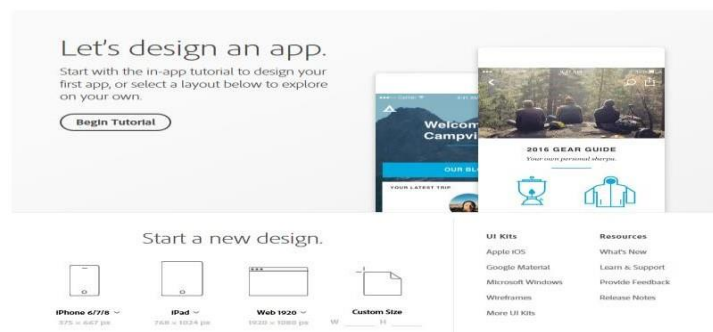 Let's design an app.
Start with the in-app tutorial to design your
first app, or select a layout below to explore
on your own.
Begin Tutorial
Carrier
Welcom
Campvi
OUR BL
YOUR LATEST TRIP
2016 GEAR GUIDE
Your own personal sherpa.
Start a new design.
iPhone 6/7/8
375 × 667 px
iPad
768 × 1024 px
Web 1920
1920 × 1080 px
Custom Size
W H
UI Kits
Apple iOS
Google Material
Microsoft Windows
Wireframes
More UI Kits
Resources
What's New
Learn & Support
Provide Feedback
Release Notes